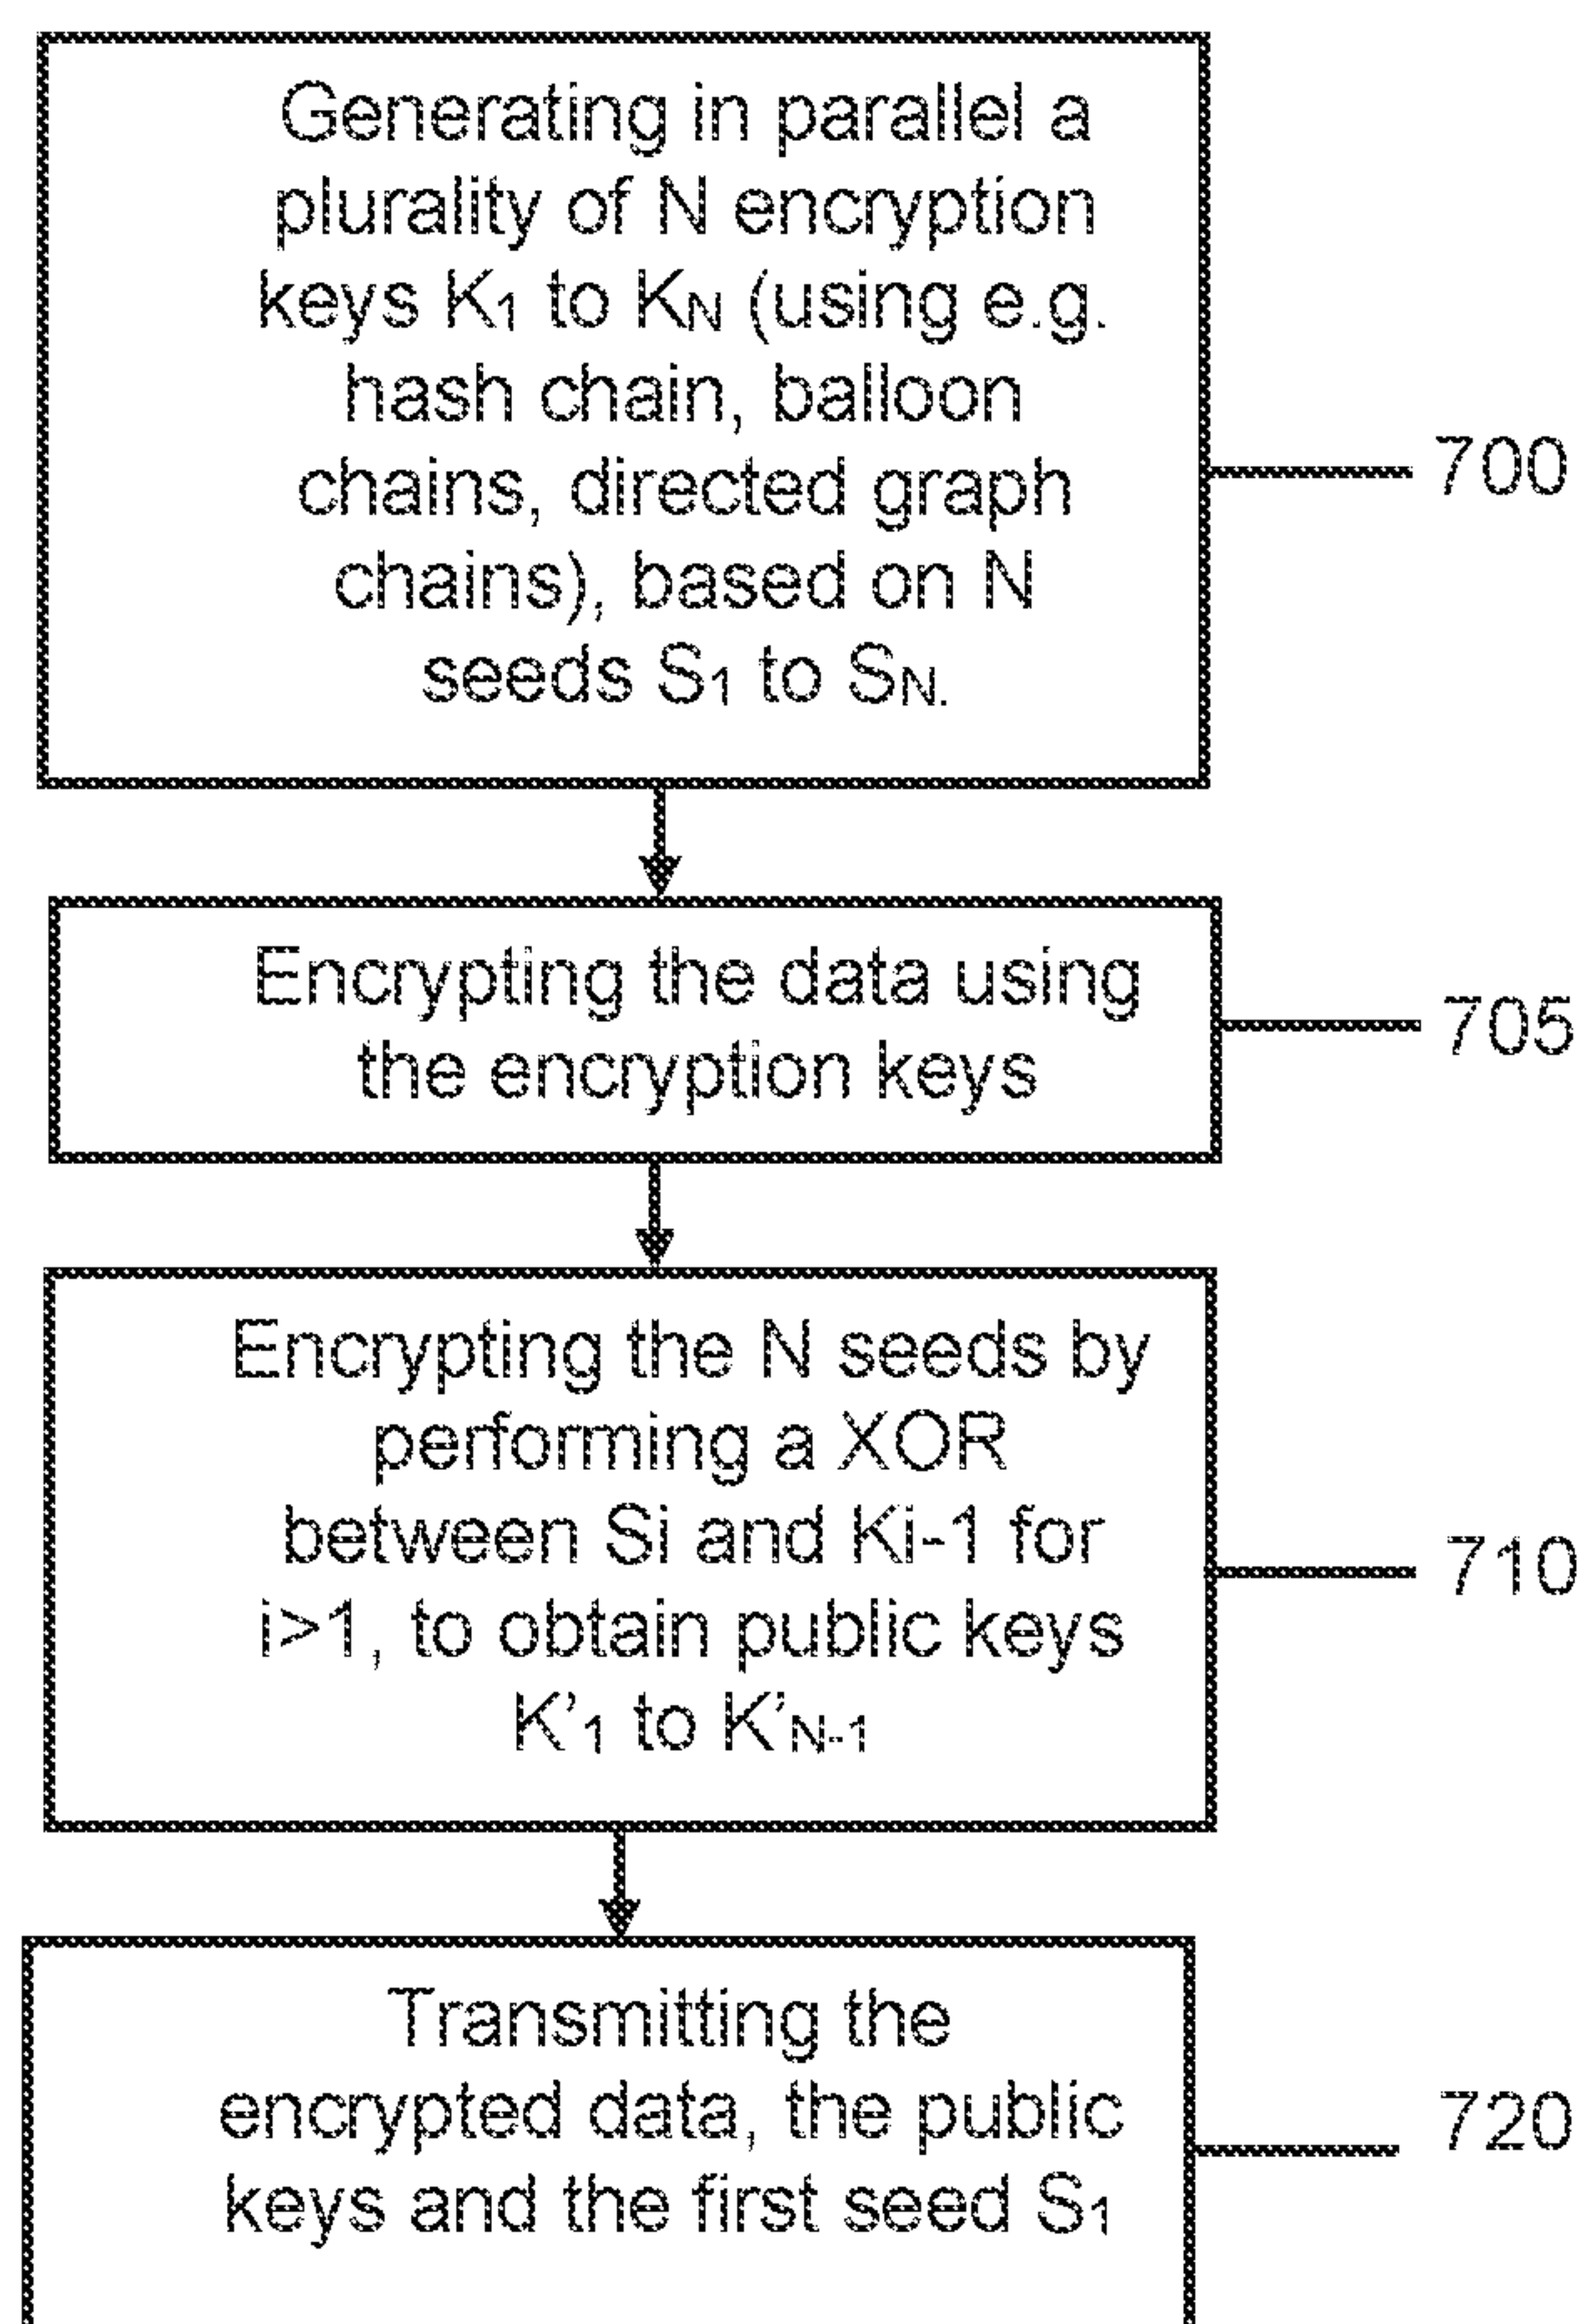 Generating in parallel a
plurality of N encryption
keys K1 to KN (using e.g.
hash chain, balloon
chains, directed graph
chains), based on N
seeds S1 to SN.
700
Encrypting the data using
the encryption keys
705
Encrypting the N seeds by
performing a XOR
between Si and Ki-1 for
i>1, to obtain public keys
K'1 to K'N-1
710
Transmitting the
encrypted data, the public
keys and the first seed S1
720